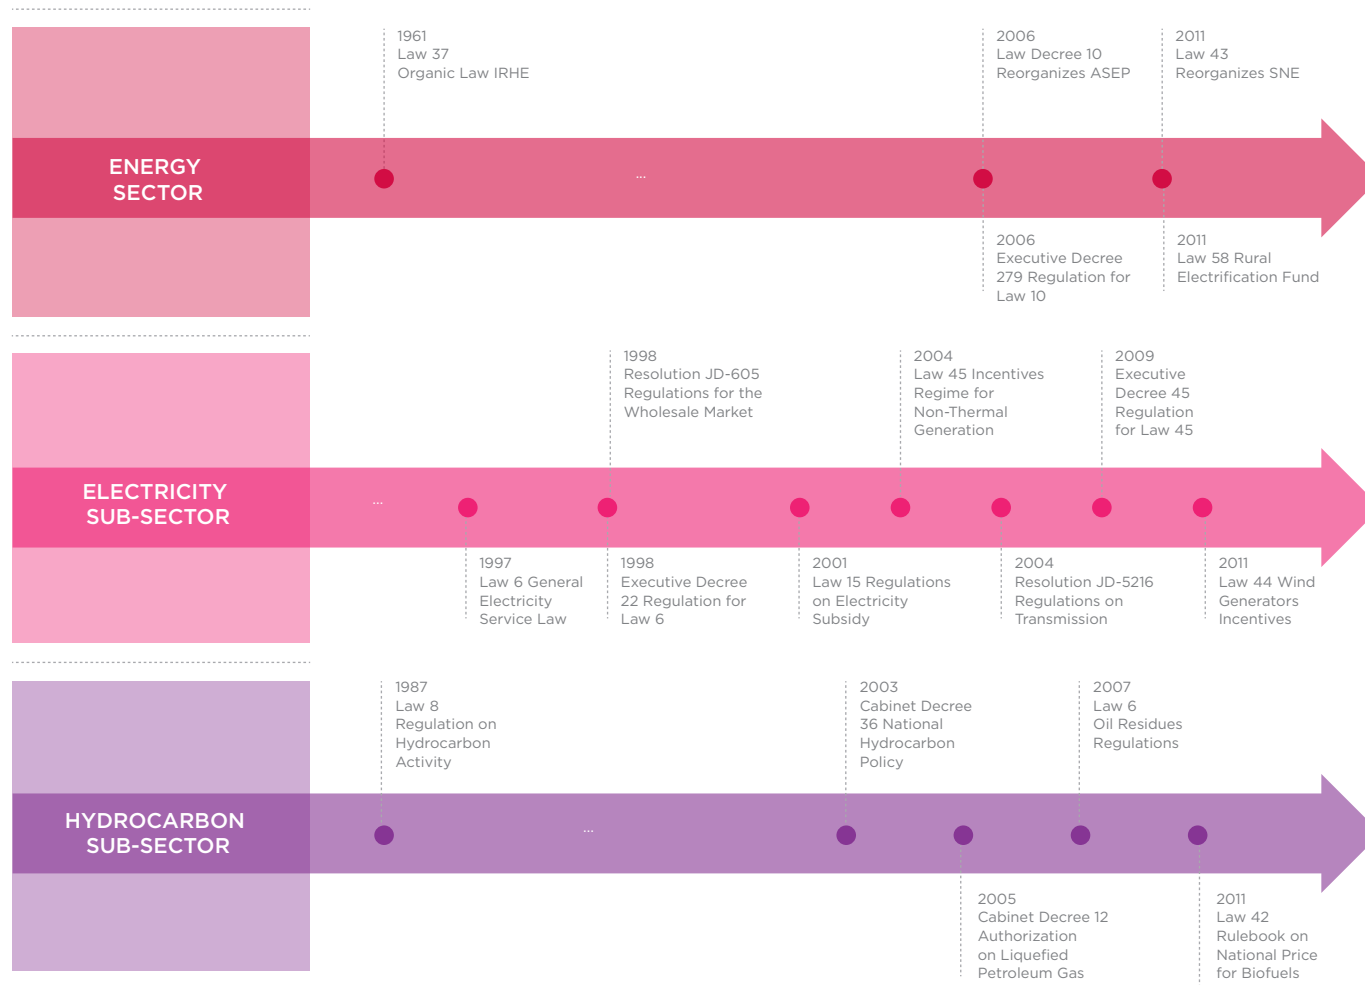 1961
Law 37
Organic Law IRHE
2006
Law Decree 10
Reorganizes ASEP
2011
Law 43
Reorganizes SNE
ENERGY
SECTOR
...
2006
Executive Decree
279 Regulation for
Law 10
2011
Law 58 Rural
Electrification Fund
1998
Resolution JD-605
Regulations for the
Wholesale Market
2004
Law 45 Incentives
Regime for
Non-Thermal
Generation
2009
Executive
Decree 45
Regulation
for Law 45
ELECTRICITY
SUB-SECTOR
...
1997
Law 6 General
Electricity
Service Law
1998
Executive Decree
22 Regulation for
Law 6
2001
Law 15 Regulations
on Electricity
Subsidy
2004
Resolution JD-5216
Regulations on
Transmission
2011
Law 44 Wind
Generators
Incentives
1987
Law 8
Regulation on
Hydrocarbon
Activity
2003
Cabinet Decree
36 National
Hydrocarbon
Policy
2007
Law 6
Oil Residues
Regulations
HYDROCARBON
SUB-SECTOR
...
2005
Cabinet Decree 12
Authorization
on Liquefied
Petroleum Gas
2011
Law 42
Rulebook on
National Price
for Biofuels